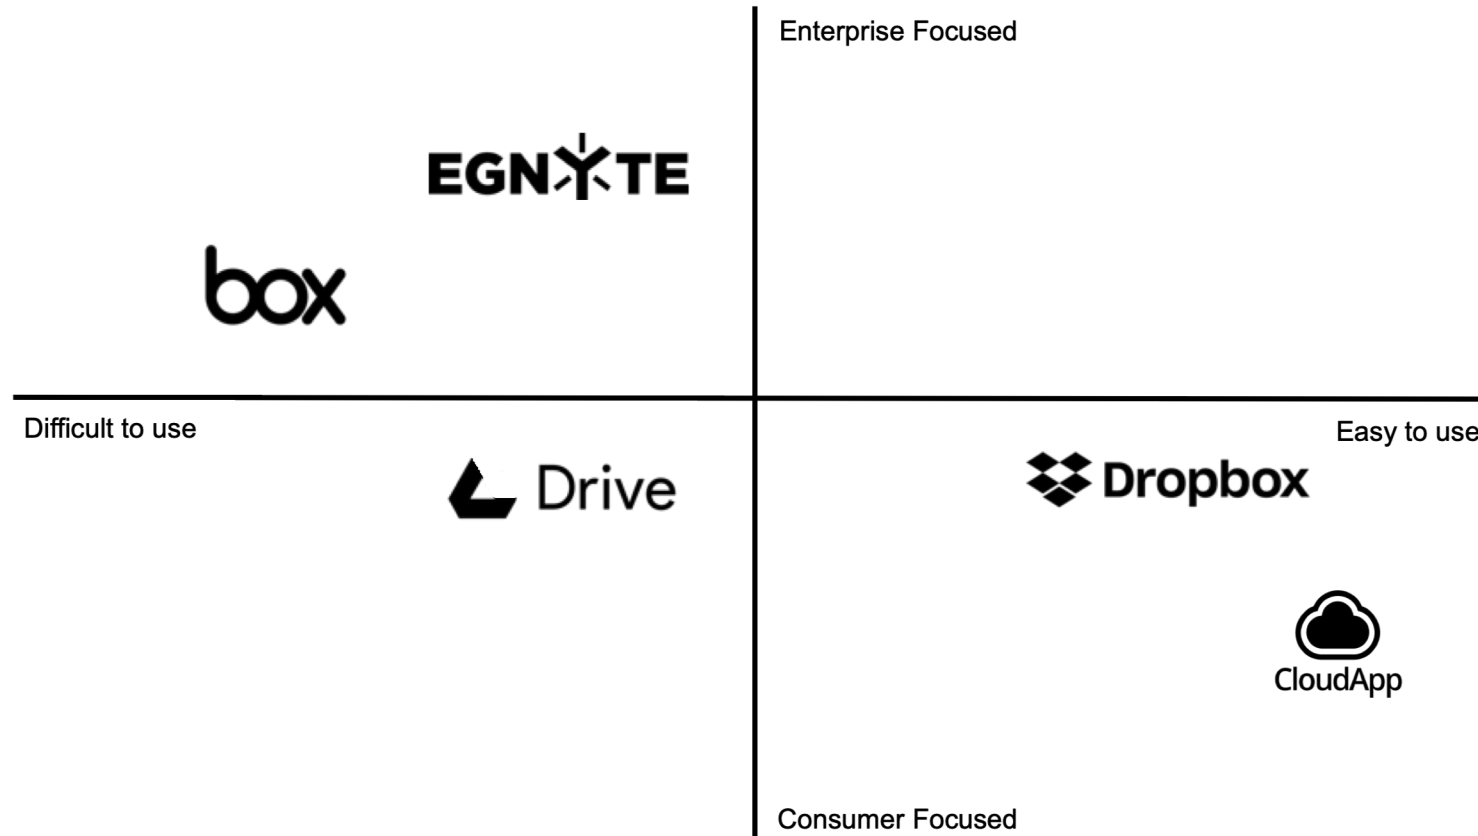 Enterprise Focused
EGNYTE
box
Difficult to use
Easy to use
Drive
Dropbox
CloudApp
Consumer Focused